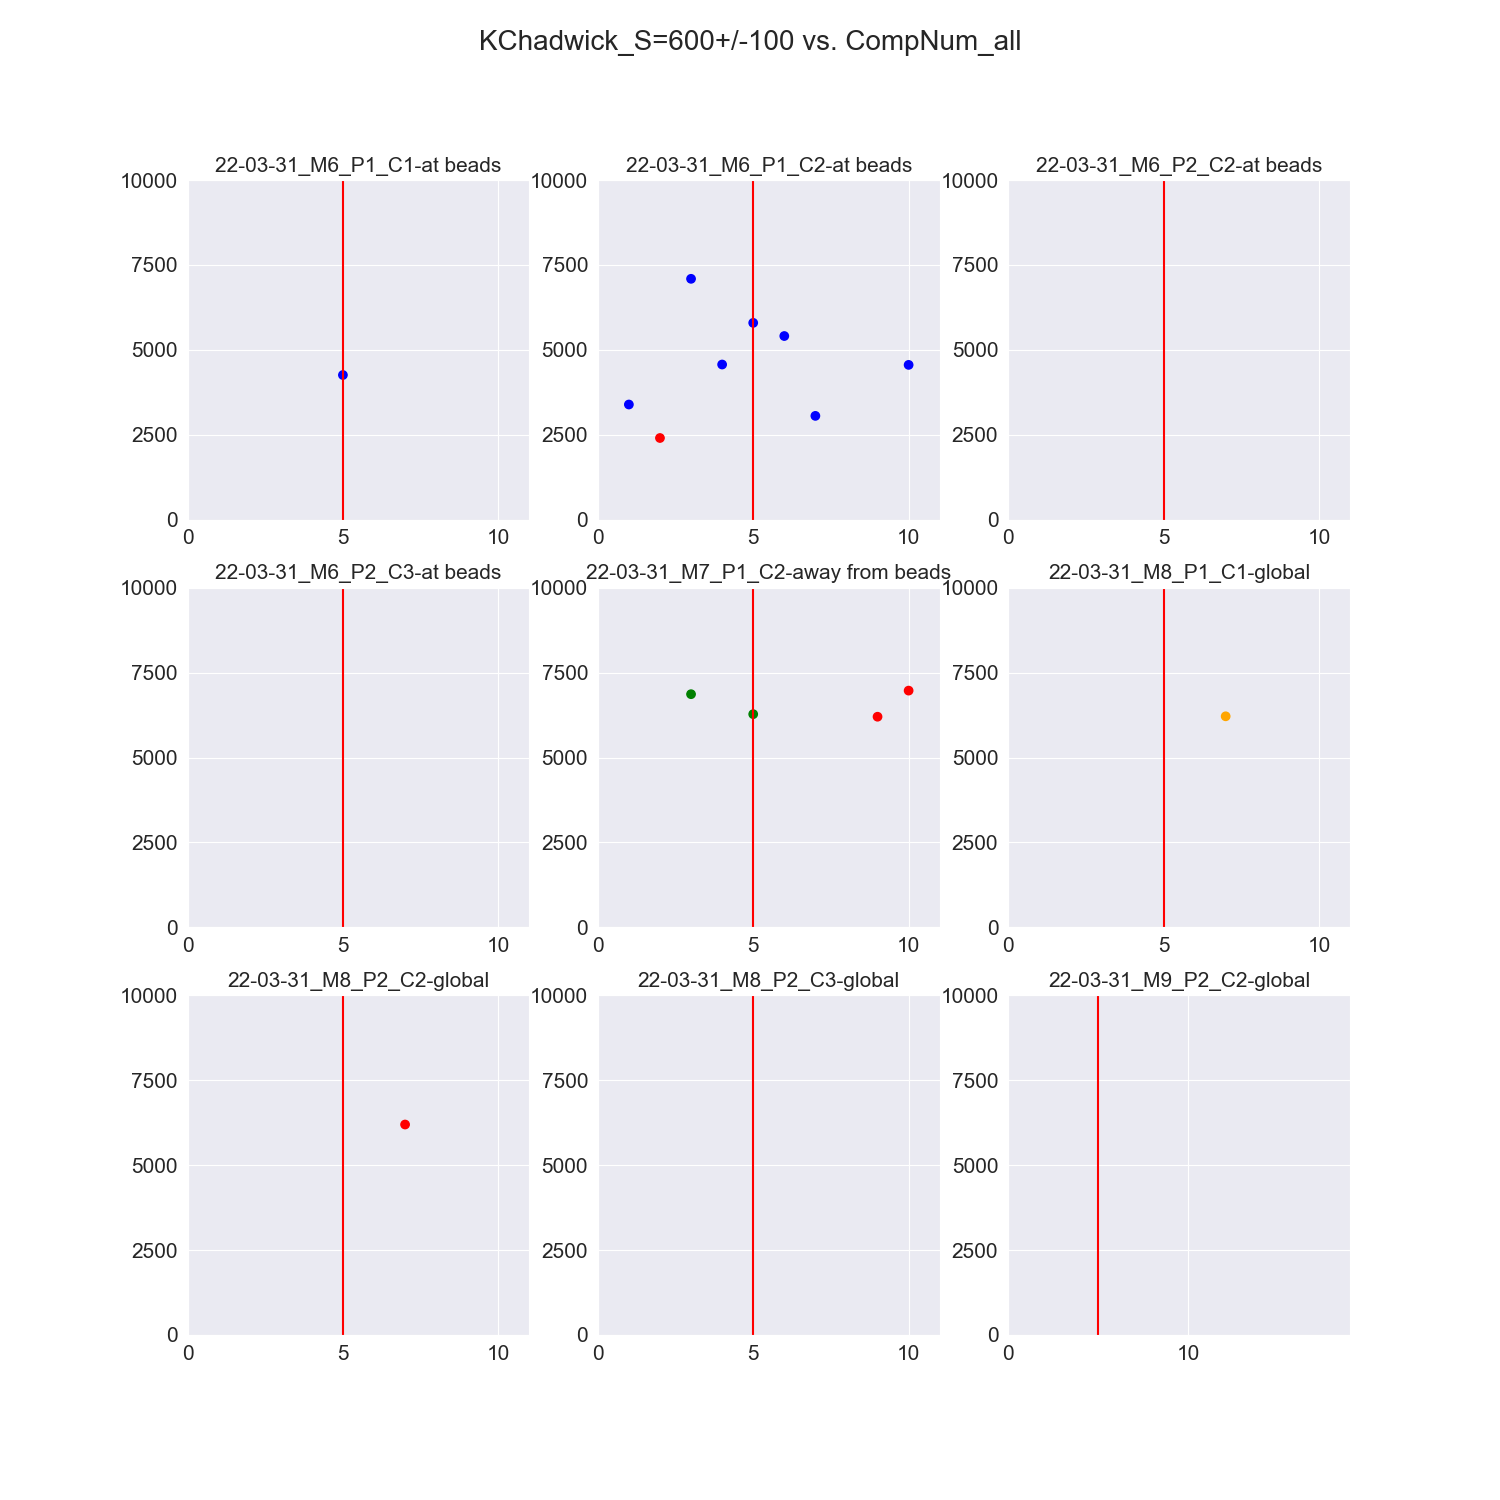 KChadwick_S=600+/-100 vs. CompNum_all
22-03-31_M6_P1_C1-at beads
10000
7500
5000
2500
0
0 5 10
22-03-31_M6_P1_C2-at beads
10000
7500
5000
2500
0
0 5 10
22-03-31_M6_P2_C2-at beads
10000
7500
5000
2500
0
0 5 10
22-03-31_M6_P2_C3-at beads
10000
7500
5000
2500
0
0 5 10
22-03-31_M7_P1_C2-away from beads
10000
7500
5000
2500
0
0 5 10
22-03-31_M8_P1_C1-global
10000
7500
5000
2500
0
0 5 10
22-03-31_M8_P2_C2-global
10000
7500
5000
2500
0
0 5 10
22-03-31_M8_P2_C3-global
10000
7500
5000
2500
0
0 5 10
22-03-31_M9_P2_C2-global
10000
7500
5000
2500
0
0 10